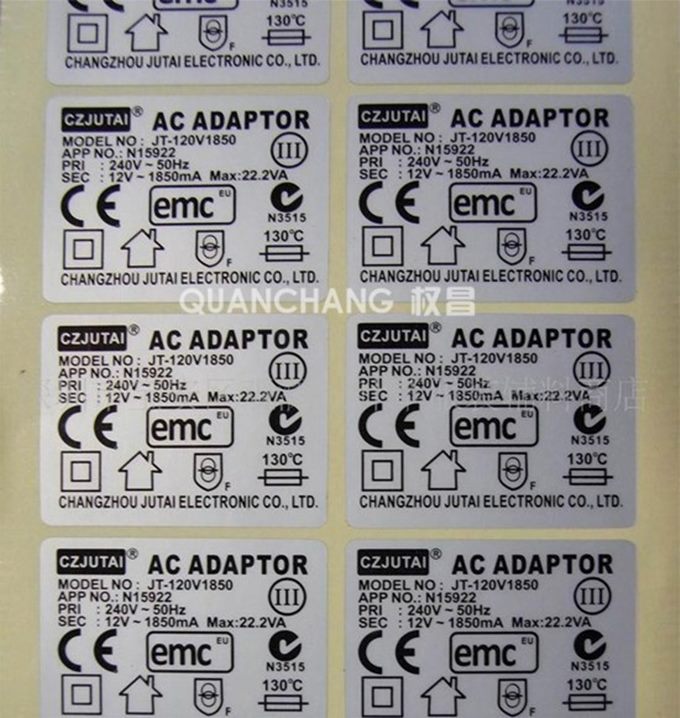 emc
emc
F
130℃
F
130℃
CHANGZHOU JUTAI ELECTRONIC CO., LTD.
CHANGZHOU JUTAI ELECTRONIC CO., LTD.
CZJUTAI® AC ADAPTOR
MODEL NO : JT-120V1850
APP NO.: N15922
PRI : 240V ~ 50Hz
SEC : 12V ~ 1850mA Max:22.2VA
III
CE emc EU N3515
F 130℃
CHANGZHOU JUTAI ELECTRONIC CO., LTD.
CZJUTAI® AC ADAPTOR
MODEL NO : JT-120V1850
APP NO.: N15922
PRI : 240V ~ 50Hz
SEC : 12V ~ 1850mA Max:22.2VA
III
CE emc EU N3515
F 130℃
CHANGZHOU JUTAI ELECTRONIC CO., LTD.
QUANCHANG 权昌
CZJUTAI® AC ADAPTOR
MODEL NO : JT-120V1850
APP NO.: N15922
PRI : 240V ~ 50Hz
SEC : 12V ~ 1850mA Max:22.2VA
III
CE emc EU N3515
F 130℃
CHANGZHOU JUTAI ELECTRONIC CO., LTD.
CZJUTAI® AC ADAPTOR
MODEL NO : JT-120V1850
APP NO.: N15922
PRI : 240V ~ 50Hz
SEC : 12V ~ 1850mA Max:22.2VA
III
CE emc EU N3515
F 130℃
CHANGZHOU JUTAI ELECTRONIC CO., LTD.
辅料商店
CZJUTAI® AC ADAPTOR
MODEL NO : JT-120V1850
APP NO.: N15922
PRI : 240V ~ 50Hz
SEC : 12V ~ 1850mA Max:22.2VA
III
CE emc EU N3515
F 130℃
CZJUTAI® AC ADAPTOR
MODEL NO : JT-120V1850
APP NO.: N15922
PRI : 240V ~ 50Hz
SEC : 12V ~ 1850mA Max:22.2VA
III
CE emc EU N3515
F 130℃